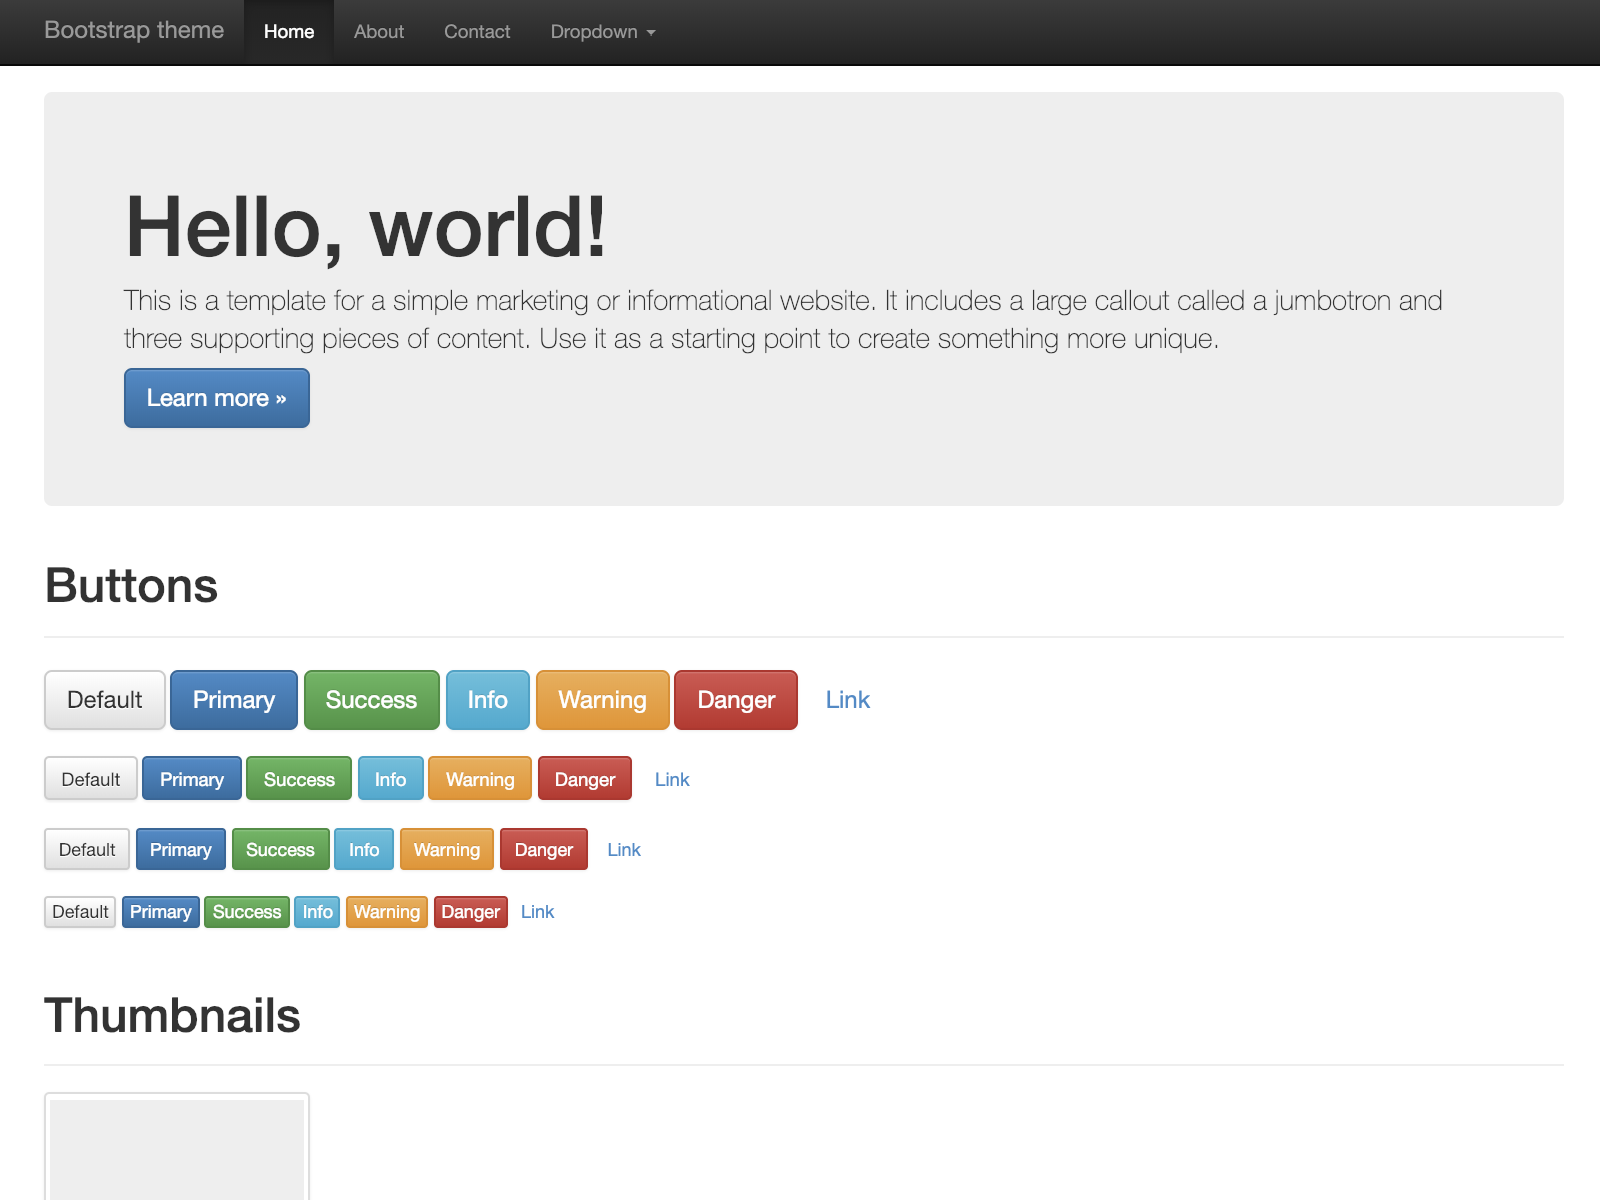 Bootstrap theme Home About Contact Dropdown
Hello, world!
This is a template for a simple marketing or informational website. It includes a large callout called a jumbotron and
three supporting pieces of content. Use it as a starting point to create something more unique.
Learn more »
Buttons
Default Primary Success Info Warning Danger Link
Default Primary Success Info Warning Danger Link
Default Primary Success Info Warning Danger Link
Default Primary Success Info Warning Danger Link
Thumbnails